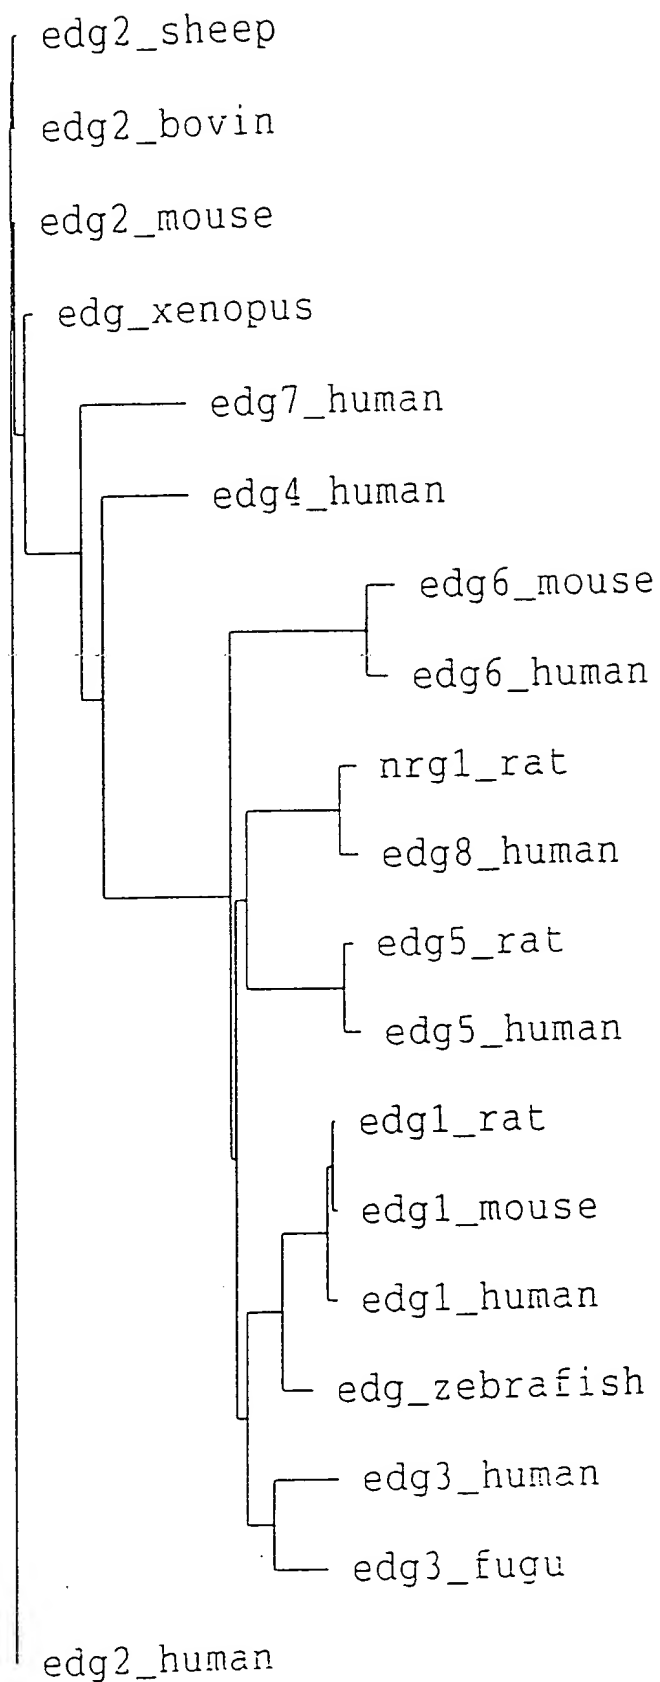 edg2_sheep
edg2_bovin
edg2_mouse
edg_xenopus
edg7_human
edg4_human
edg6_mouse
edg6_human
nrg1_rat
edg8_human
edg5_rat
edg5_human
edg1_rat
edg1_mouse
edg1_human
edg_zebrafish
edg3_human
edg3_fugu
edg2_human